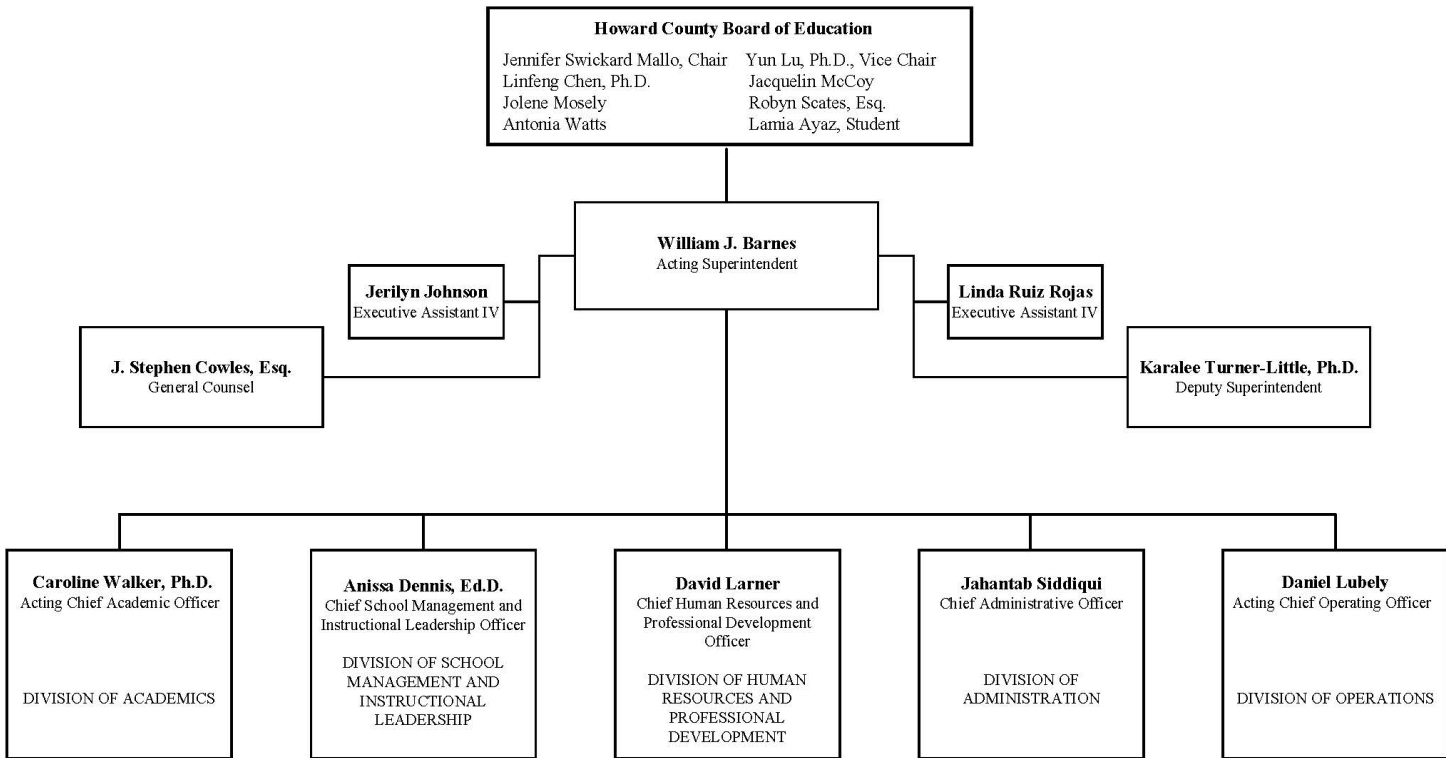 Howard County Board of Education
Jennifer Swickard Mallo, Chair Yun Lu, Ph.D., Vice Chair
Linfeng Chen, Ph.D. Jacquelin McCoy
Jolene Mosely Robyn Scates, Esq.
Antonia Watts Lamia Ayaz, Student
William J. Barnes
Acting Superintendent
Jerilyn Johnson
Executive Assistant IV
Linda Ruiz Rojas
Executive Assistant IV
J. Stephen Cowles, Esq.
General Counsel
Karalee Turner-Little, Ph.D.
Deputy Superintendent
Caroline Walker, Ph.D.
Acting Chief Academic Officer
DIVISION OF ACADEMICS
Anissa Dennis, Ed.D.
Chief School Management and
Instructional Leadership Officer
DIVISION OF SCHOOL
MANAGEMENT AND
INSTRUCTIONAL
LEADERSHIP
David Larner
Chief Human Resources and
Professional Development
Officer
DIVISION OF HUMAN
RESOURCES AND
PROFESSIONAL
DEVELOPMENT
Jahantab Siddiqui
Chief Administrative Officer
DIVISION OF
ADMINISTRATION
Daniel Lubely
Acting Chief Operating Officer
DIVISION OF OPERATIONS